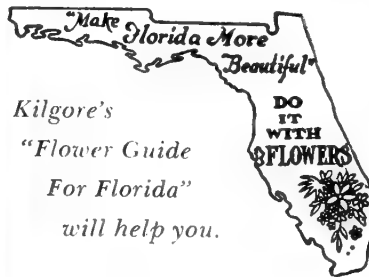 "Make
Florida More
Beautiful"
DO
IT
WITH
FLOWERS
Kilgore's
"Flower Guide
For Florida"
will help you.